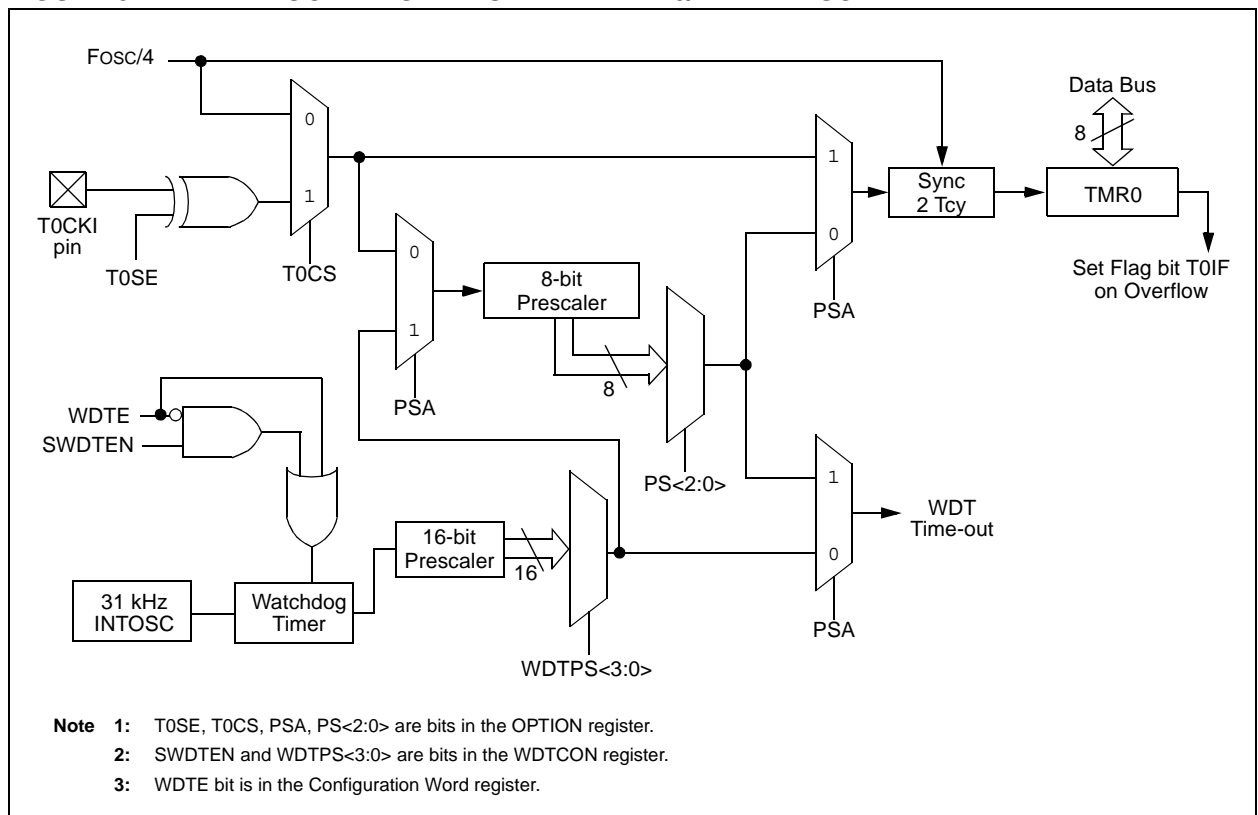 FOSC/4
Data Bus
8
0
1
1
0
T0CKI
pin
T0SE
T0CS
Sync
2 TCY
TMR0
Set Flag bit T0IF
on Overflow
PSA
0
1
8-bit
Prescaler
8
PSA
PS<2:0>
WDTE
SWDTEN
1
0
WDT
Time-out
PSA
16-bit
Prescaler
16
31 kHz
INTOSC
Watchdog
Timer
WDTPS<3:0>
Note 1: T0SE, T0CS, PSA, PS<2:0> are bits in the OPTION register.
2: SWDTEN and WDTPS<3:0> are bits in the WDTCON register.
3: WDTE bit is in the Configuration Word register.